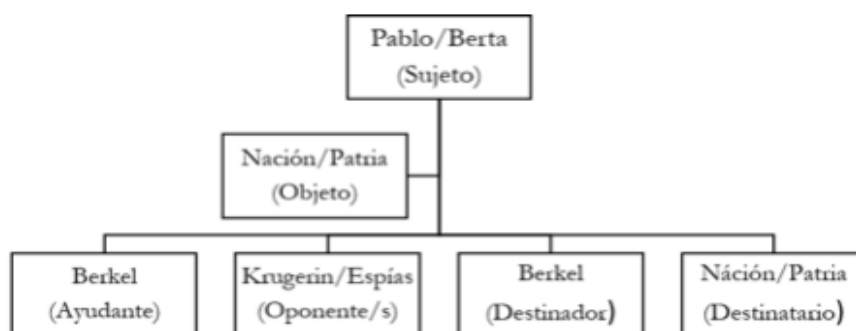 Pablo/Berta
(Sujeto)
Nación/Patria
(Objeto)
Berkel
(Ayudante)
Krugerin/Espías
(Oponente/s)
Berkel
(Destinador)
Náción/Patria
(Destinatario)